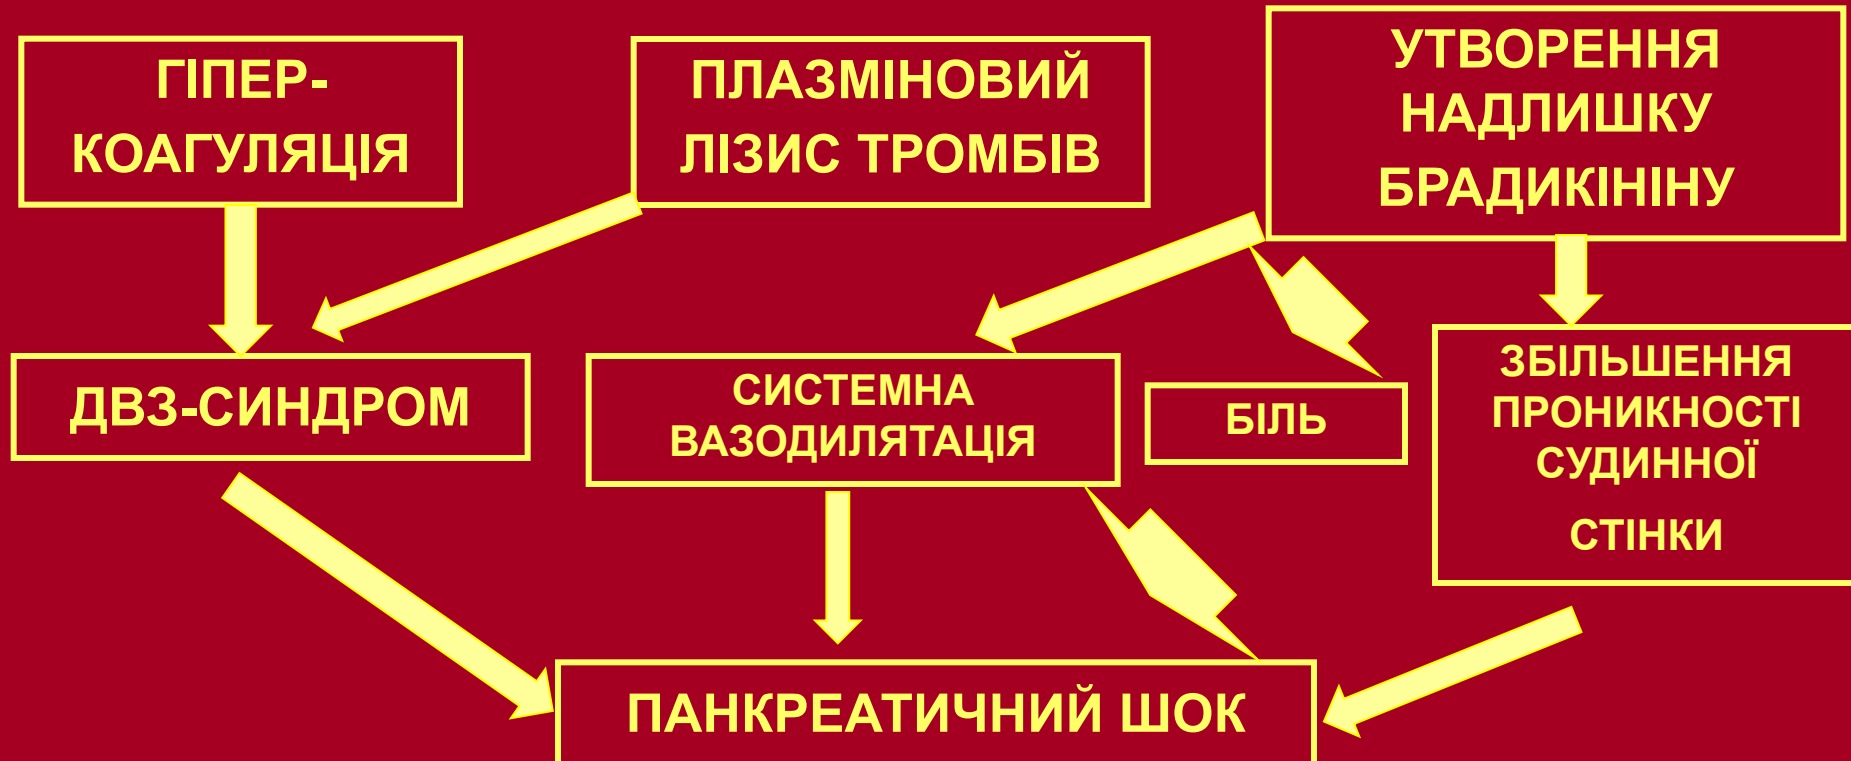 ГІПЕР-
КОАГУЛЯЦІЯ
ПЛАЗМІНОВИЙ
ЛІЗИС ТРОМБІВ
УТВОРЕННЯ
НАДЛИШКУ
БРАДИКІНІНУ
ДВЗ-СИНДРОМ
СИСТЕМНА
ВАЗОДИЛЯТАЦІЯ
БІЛЬ
ЗБІЛЬШЕННЯ
ПРОНИКНОСТІ
СУДИННОЇ
СТІНКИ
ПАНКРЕАТИЧНИЙ ШОК